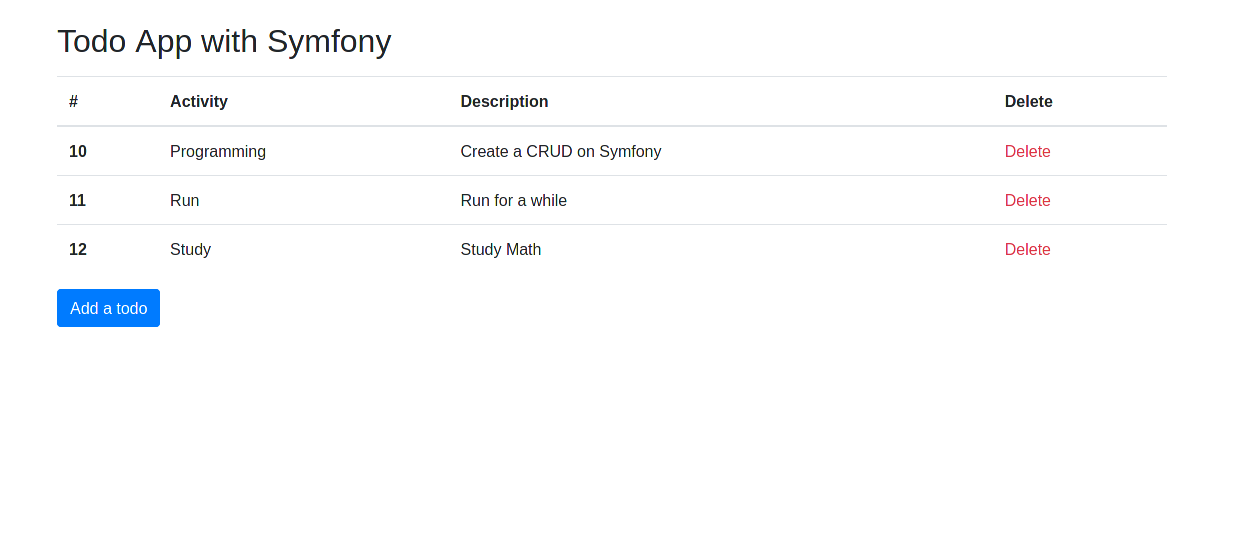 Todo App with Symfony
# Activity Description Delete
10 Programming Create a CRUD on Symfony Delete
11 Run Run for a while Delete
12 Study Study Math Delete
Add a todo